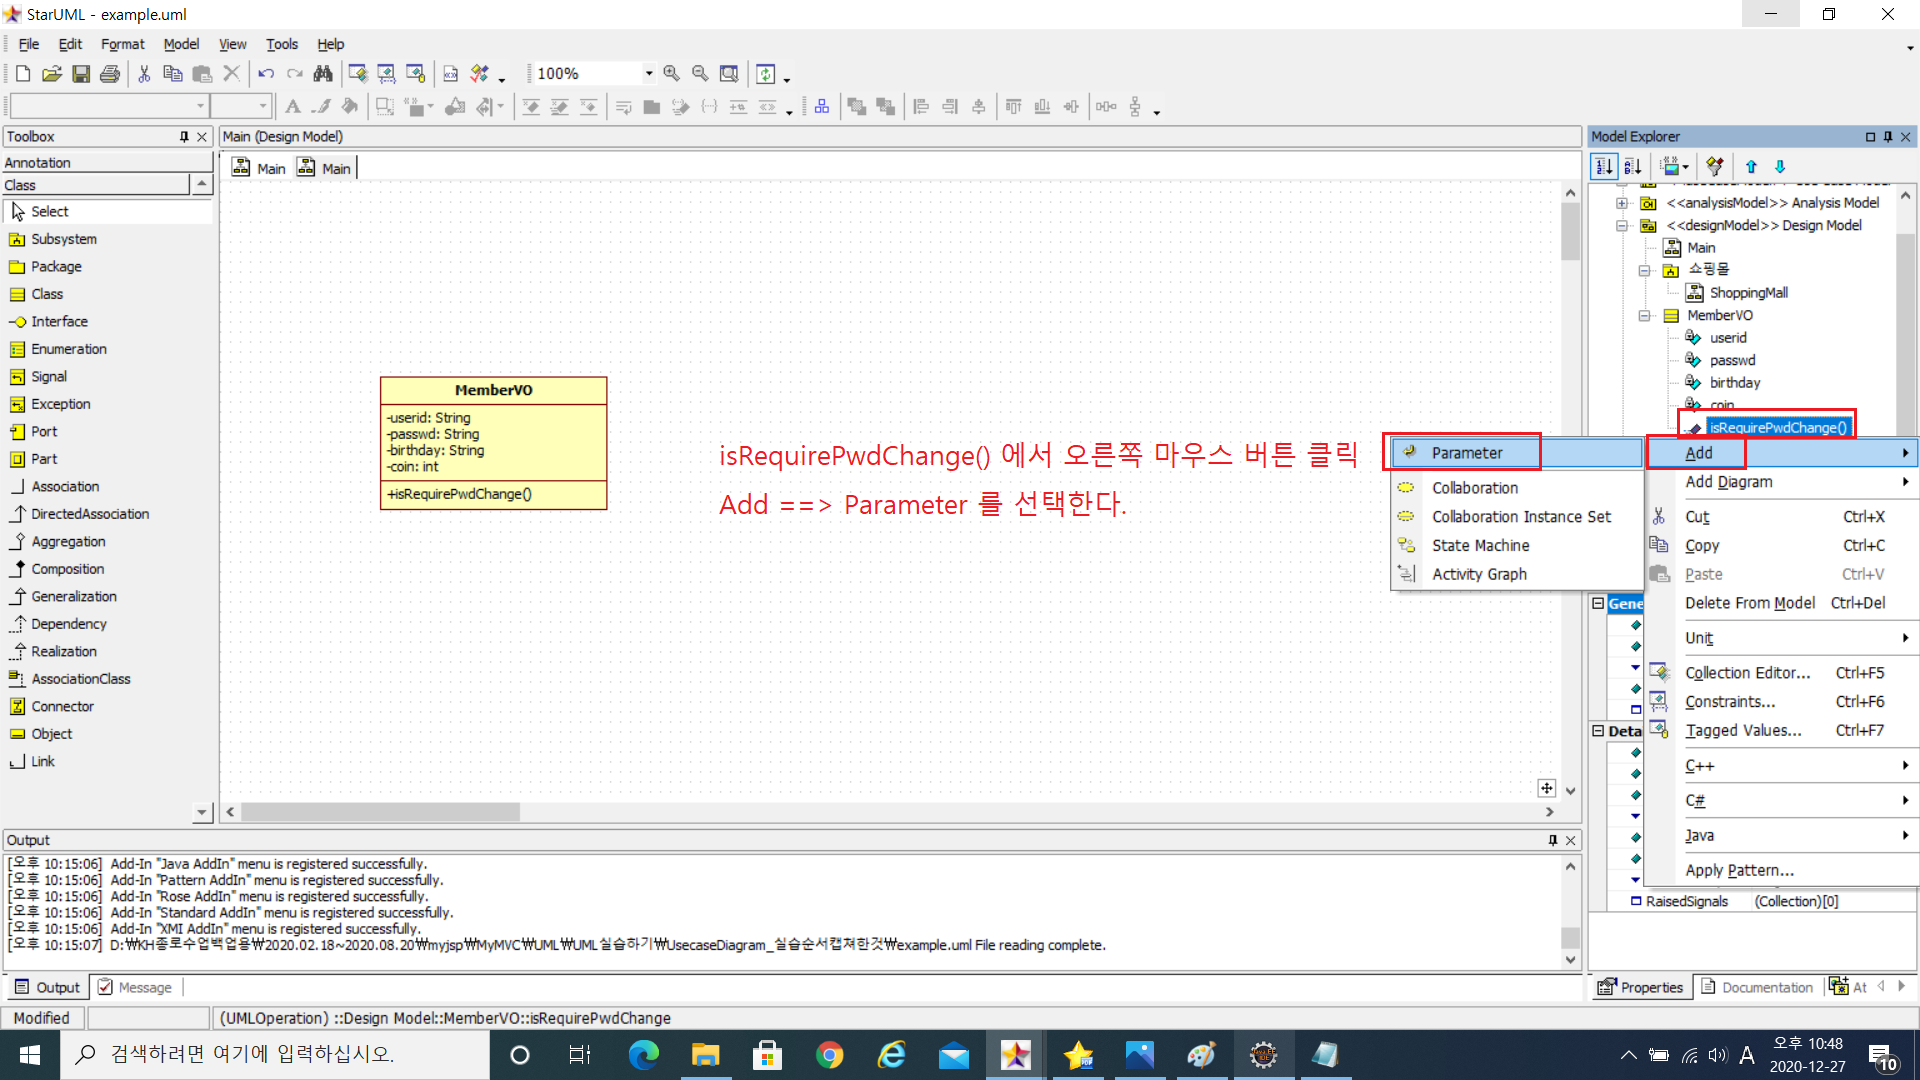 StarUML - example.uml
File Edit Format Model View Tools Help
100%
Toolbox
Annotation
Class
Select
Subsystem
Package
Class
Interface
Enumeration
Signal
Exception
Port
Part
Association
DirectedAssociation
Aggregation
Composition
Generalization
Dependency
Realization
AssociationClass
Connector
Object
Link
Main (Design Model)
Main Main
MemberVO
-userid: String
-passwd: String
-birthday: String
-coin: int
+isRequirePwdChange()
isRequirePwdChange() 에서 오른쪽 마우스 버튼 클릭
Add ==> Parameter 를 선택한다.
Model Explorer
<<analysisModel>> Analysis Model
<<designModel>> Design Model
Main
쇼핑몰
ShoppingMall
MemberVO
userid
passwd
birthday
coin
isRequirePwdChange()
Parameter
Collaboration
Collaboration Instance Set
State Machine
Activity Graph
Add
Add Diagram
Cut Ctrl+X
Copy Ctrl+C
Paste Ctrl+V
Delete From Model Ctrl+Del
Unit
Collection Editor... Ctrl+F5
Constraints... Ctrl+F6
Tagged Values... Ctrl+F7
C++
C#
Java
Apply Pattern...
Gene
Deta
RaisedSignals (Collection)[0]
Properties Documentation At
Output
[오후 10:15:06] Add-In "Java AddIn" menu is registered successfully.
[오후 10:15:06] Add-In "Pattern AddIn" menu is registered successfully.
[오후 10:15:06] Add-In "Rose AddIn" menu is registered successfully.
[오후 10:15:06] Add-In "Standard AddIn" menu is registered successfully.
[오후 10:15:06] Add-In "XMI AddIn" menu is registered successfully.
[오후 10:15:07] D:₩KH종로수업백업용₩2020.02.18~2020.08.20₩myjsp₩MyMVC₩UML₩UML실습하기₩UsecaseDiagram_실습순서캡쳐한것₩example.uml File reading complete.
Output Message
Modified (UMLOperation) ::Design Model::MemberVO::isRequirePwdChange
검색하려면 여기에 입력하십시오.
A
오후 10:48
2020-12-27
10